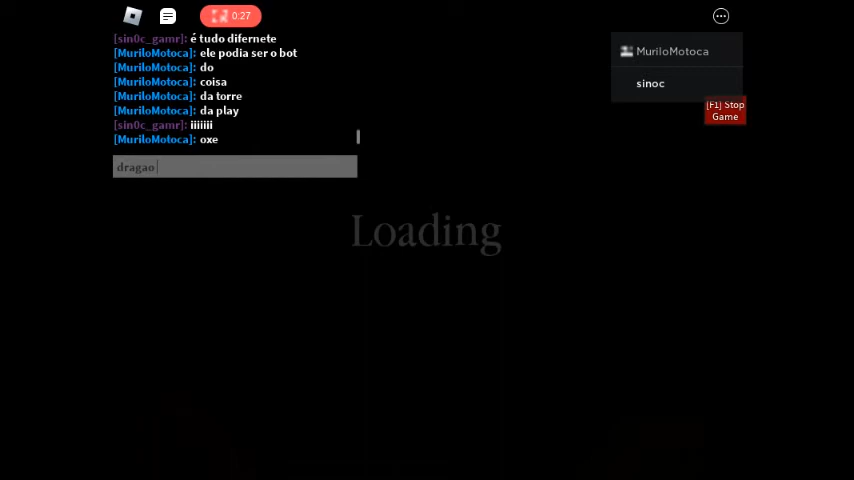 0:27
[sin0c_gamr]: é tudo difernete
[MuriloMotoca]: ele podia ser o bot
[MuriloMotoca]: do
[MuriloMotoca]: coisa
[MuriloMotoca]: da torre
[MuriloMotoca]: da play
[sin0c_gamr]: iiiiiii
[MuriloMotoca]: oxe
dragao
MuriloMotoca
sinoc
[F1] Stop
Game
Loading